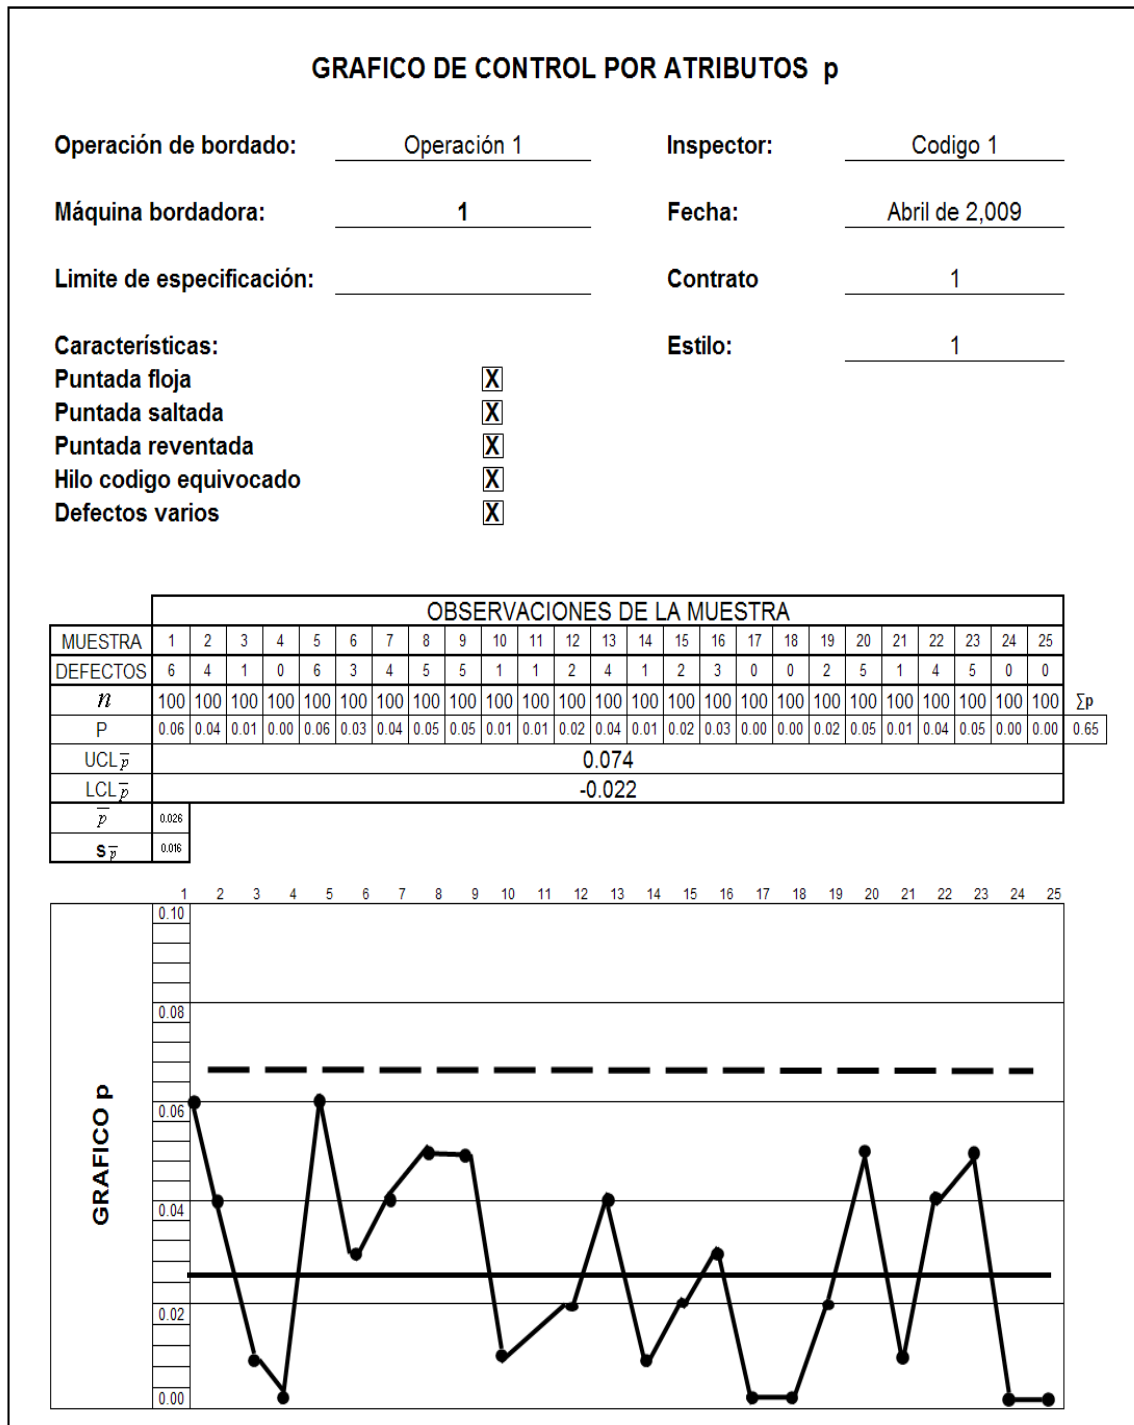 GRAFICO DE CONTROL POR ATRIBUTOS p
Operación de bordado: Operación 1 Inspector: Codigo 1
Máquina bordadora: 1 Fecha: Abril de 2,009
Limite de especificación: Contrato 1
Características: Estilo: 1
Puntada floja X
Puntada saltada X
Puntada reventada X
Hilo codigo equivocado X
Defectos varios X
OBSERVACIONES DE LA MUESTRA
MUESTRA 1 2 3 4 5 6 7 8 9 10 11 12 13 14 15 16 17 18 19 20 21 22 23 24 25
DEFECTOS 6 4 1 0 6 3 4 5 5 1 1 2 4 1 2 3 0 0 2 5 1 4 5 0 0
n 100 100 100 100 100 100 100 100 100 100 100 100 100 100 100 100 100 100 100 100 100 100 100 100 100 Σp
P 0.06 0.04 0.01 0.00 0.06 0.03 0.04 0.05 0.05 0.01 0.01 0.02 0.04 0.01 0.02 0.03 0.00 0.00 0.02 0.05 0.01 0.04 0.05 0.00 0.00 0.65
UCL p̅ 0.074
LCL p̅ -0.022
p̅ 0.026
S p̅ 0.016
1 2 3 4 5 6 7 8 9 10 11 12 13 14 15 16 17 18 19 20 21 22 23 24 25
GRAFICO p
0.10
0.08
0.06
0.04
0.02
0.00